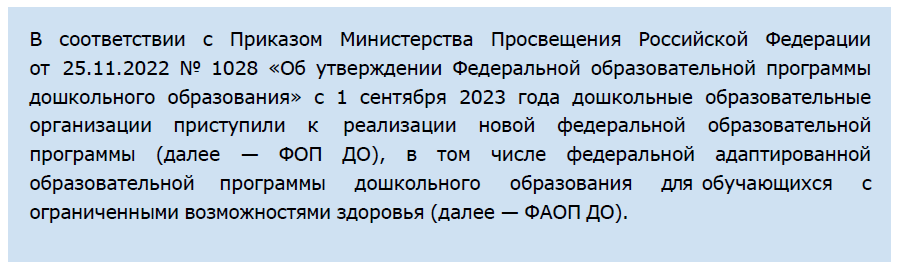 В соответствии с Приказом Министерства Просвещения Российской Федерации
от 25.11.2022 № 1028 «Об утверждении Федеральной образовательной программы
дошкольного образования» с 1 сентября 2023 года дошкольные образовательные
организации приступили к реализации новой федеральной образовательной
программы (далее — ФОП ДО), в том числе федеральной адаптированной
образовательной программы дошкольного образования для обучающихся с
ограниченными возможностями здоровья (далее — ФАОП ДО).